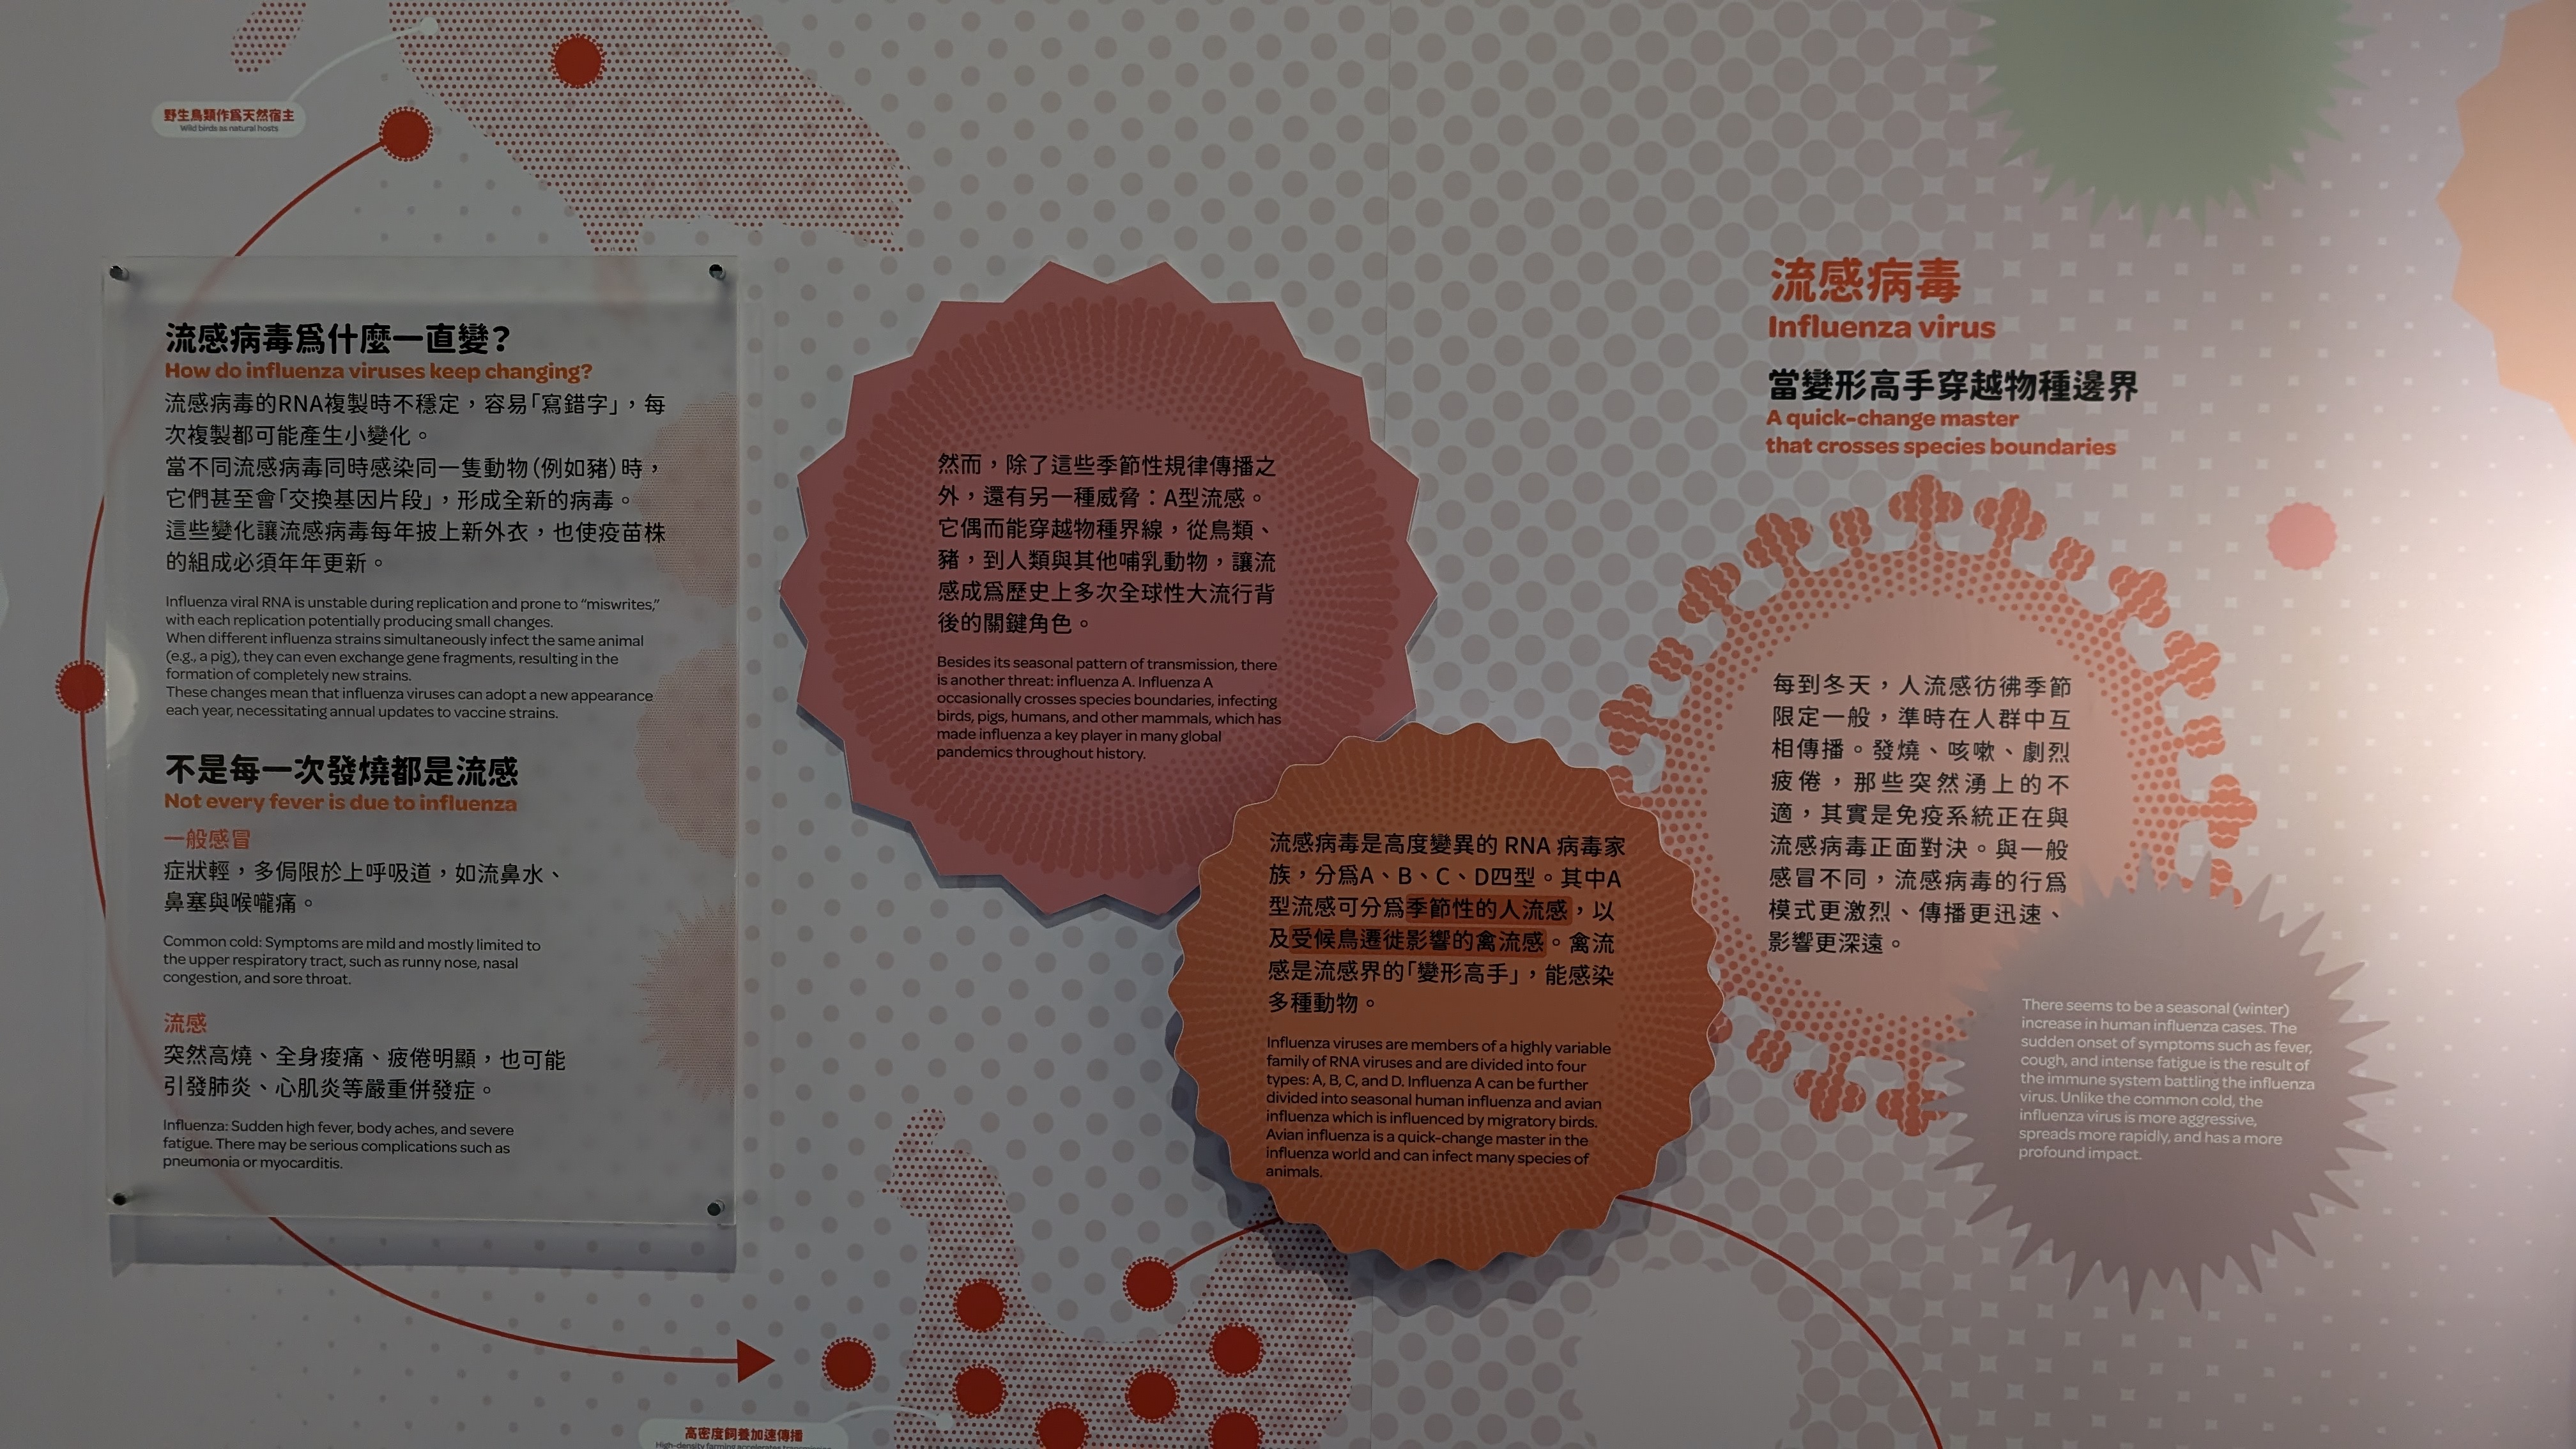 野生鳥類作爲天然宿主
Wild birds as natural hosts
流感病毒爲什麼一直變？
How do influenza viruses keep changing?
流感病毒的RNA複製時不穩定，容易「寫錯字」，每
次複製都可能產生小變化。
當不同流感病毒同時感染同一隻動物（例如豬）時，
它們甚至會「交換基因片段」，形成全新的病毒。
這些變化讓流感病毒每年披上新外衣，也使疫苗株
的組成必須年年更新。
Influenza viral RNA is unstable during replication and prone to “miswrites,”
with each replication potentially producing small changes.
When different influenza strains simultaneously infect the same animal
(e.g., a pig), they can even exchange gene fragments, resulting in the
formation of completely new strains.
These changes mean that influenza viruses can adopt a new appearance
each year, necessitating annual updates to vaccine strains.
不是每一次發燒都是流感
Not every fever is due to influenza
一般感冒
症狀輕，多侷限於上呼吸道，如流鼻水、
鼻塞與喉嚨痛。
Common cold: Symptoms are mild and mostly limited to
the upper respiratory tract, such as runny nose, nasal
congestion, and sore throat.
流感
突然高燒、全身痠痛、疲倦明顯，也可能
引發肺炎、心肌炎等嚴重併發症。
Influenza: Sudden high fever, body aches, and severe
fatigue. There may be serious complications such as
pneumonia or myocarditis.
然而，除了這些季節性規律傳播之
外，還有另一種威脅：A型流感。
它偶而能穿越物種界線，從鳥類、
豬，到人類與其他哺乳動物，讓流
感成爲歷史上多次全球性大流行背
後的關鍵角色。
Besides its seasonal pattern of transmission, there
is another threat: influenza A. Influenza A
occasionally crosses species boundaries, infecting
birds, pigs, humans, and other mammals, which has
made influenza a key player in many global
pandemics throughout history.
流感病毒是高度變異的 RNA 病毒家
族，分爲A、B、C、D四型。其中A
型流感可分爲季節性的人流感，以
及受候鳥遷徙影響的禽流感。禽流
感是流感界的「變形高手」，能感染
多種動物。
Influenza viruses are members of a highly variable
family of RNA viruses and are divided into four
types: A, B, C, and D. Influenza A can be further
divided into seasonal human influenza and avian
influenza which is influenced by migratory birds.
Avian influenza is a quick-change master in the
influenza world and can infect many species of
animals.
流感病毒
Influenza virus
當變形高手穿越物種邊界
A quick-change master
that crosses species boundaries
每到冬天，人流感彷彿季節
限定一般，準時在人群中互
相傳播。發燒、咳嗽、劇烈
疲倦，那些突然湧上的不
適，其實是免疫系統正在與
流感病毒正面對決。與一般
感冒不同，流感病毒的行爲
模式更激烈、傳播更迅速、
影響更深遠。
There seems to be a seasonal (winter)
increase in human influenza cases. The
sudden onset of symptoms such as fever,
cough, and intense fatigue is the result of
the immune system battling the influenza
virus. Unlike the common cold, the
influenza virus is more aggressive,
spreads more rapidly, and has a more
profound impact.
高密度飼養加速傳播
High-density farming accelerates